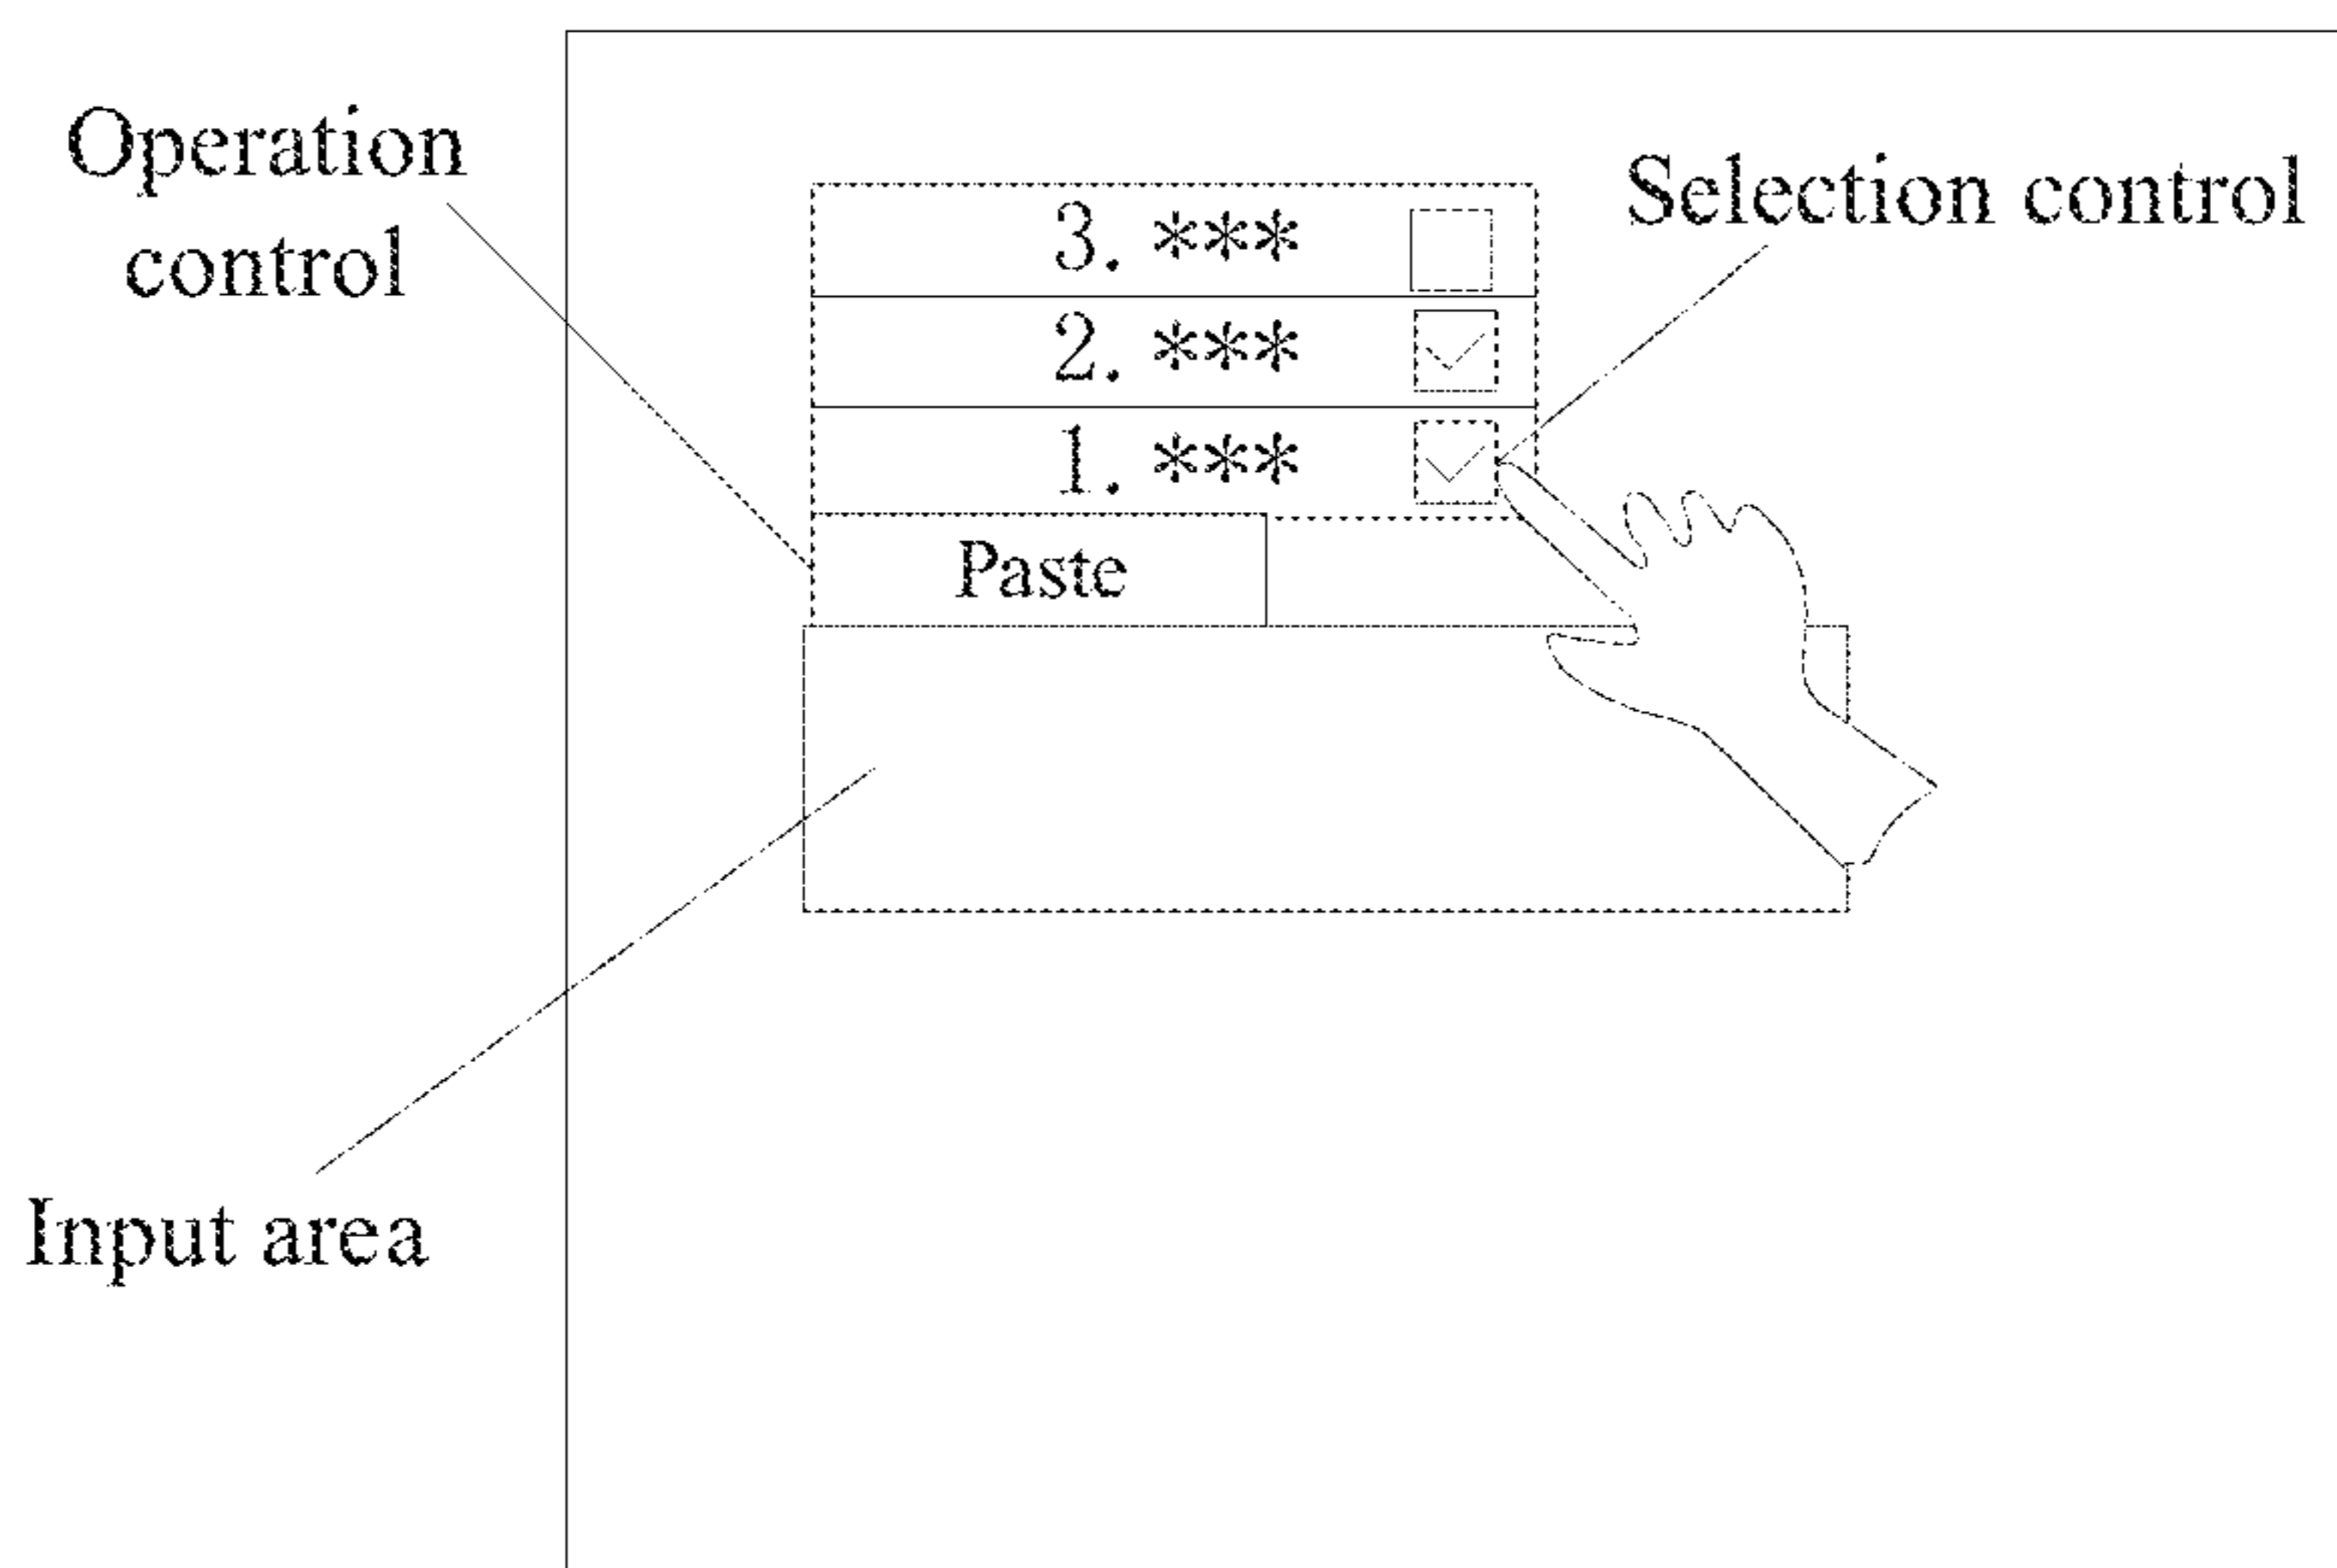 Operation
control
Selection control
3. ***
2. ***
1. ***
Paste
Input area